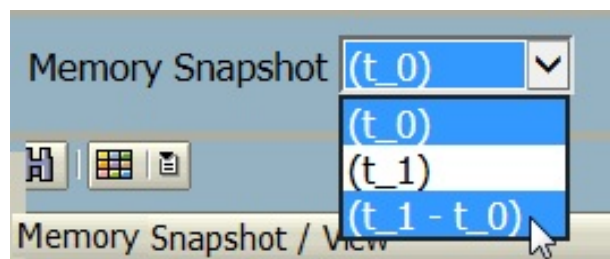 Memory Snapshot (t_0)
(t_0)
(t_1)
(t_1 - t_0)
Memory Snapshot / View